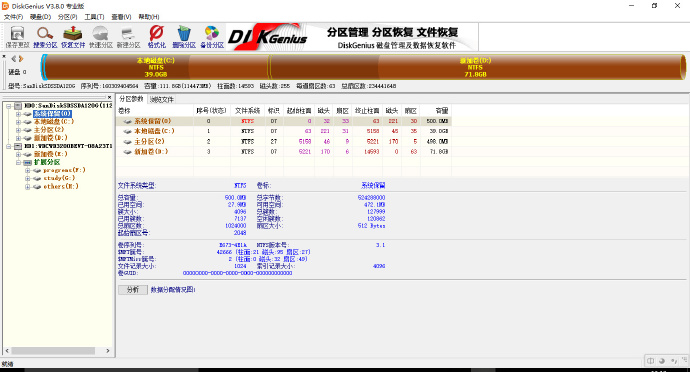 DiskGenius V3.8.0 专业版
文件(F) 硬盘(D) 分区(P) 工具(T) 查看(V) 帮助(H)
保存更改 搜索分区 恢复文件 快速分区 新建分区 格式化 删除分区 备份分区
DISKGenius
分区管理 分区恢复 文件恢复
DiskGenius 磁盘管理及数据恢复软件
硬盘 0
本地磁盘(C:)
NTFS
39.0GB
新加卷(D:)
NTFS
71.8GB
型号:SanDiskSDSSDA120G 序列号:160309404564 容量:111.8GB(114473MB) 柱面数:14593 磁头数:255 每道扇区数:63 总扇区数:234441648
HD0:SanDiskSDSSDA120G(112
系统保留(0)
本地磁盘(C:)
主分区(2)
新加卷(D:)
新加卷(E:)
扩展分区
programs(F:)
study(G:)
others(H:)
分区参数 浏览文件
卷标 序号(状态) 文件系统 标识 起始柱面 磁头 扇区 终止柱面 磁头 扇区 容量
系统保留(0) 0 NTFS 07 0 32 33 63 221 30 500.0MB
本地磁盘(C:) 1 NTFS 07 63 221 31 5158 45 35 39.0GB
主分区(2) 2 NTFS 27 5158 46 9 5221 170 5 498.0MB
新加卷(D:) 3 NTFS 07 5221 170 6 14593 0 63 71.8GB
文件系统类型: NTFS 卷标: 系统保留
总容量: 500.0MB 总字节数: 524288000
已用空间: 27.9MB 可用空间: 472.1MB
簇大小: 4096 总簇数: 127999
已用簇数: 7137 空闲簇数: 120862
总扇区数: 1024000 扇区大小: 512 Bytes
起始扇区号: 2048
卷序列号: NTFS版本号: 3.1
$MFT簇号: 42666 (柱面:21 磁头:95 扇区:27)
$MFTMirr簇号: 2 (柱面:0 磁头:32 扇区:49)
文件记录大小: 1024 索引记录大小: 4096
卷GUID: 00000000-0000-0000-0000-000000000000
分析 数据分配情况图:
就绪